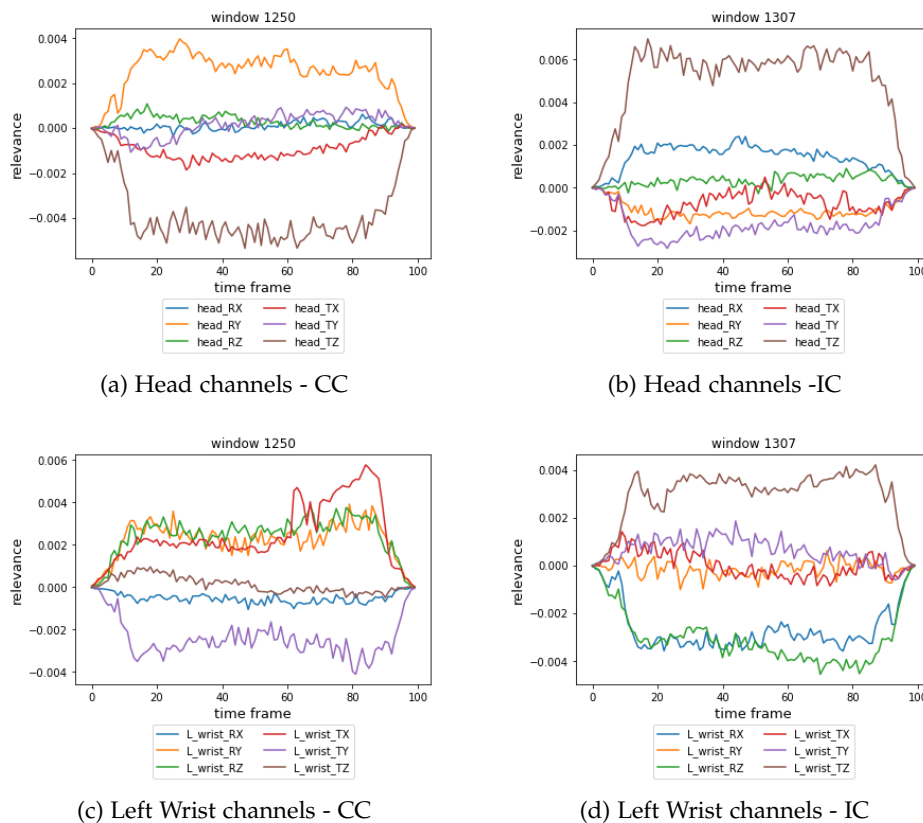 window 1250
0.004
0.002
0.000
−0.002
−0.004
relevance
0 20 40 60 80 100
time frame
head_RX head_TX
head_RY head_TY
head_RZ head_TZ
(a) Head channels - CC
window 1307
0.006
0.004
0.002
0.000
−0.002
relevance
0 20 40 60 80 100
time frame
head_RX head_TX
head_RY head_TY
head_RZ head_TZ
(b) Head channels -IC
window 1250
0.006
0.004
0.002
0.000
−0.002
−0.004
relevance
0 20 40 60 80 100
time frame
L_wrist_RX L_wrist_TX
L_wrist_RY L_wrist_TY
L_wrist_RZ L_wrist_TZ
(c) Left Wrist channels - CC
window 1307
0.004
0.002
0.000
−0.002
−0.004
relevance
0 20 40 60 80 100
time frame
L_wrist_RX L_wrist_TX
L_wrist_RY L_wrist_TY
L_wrist_RZ L_wrist_TZ
(d) Left Wrist channels - IC